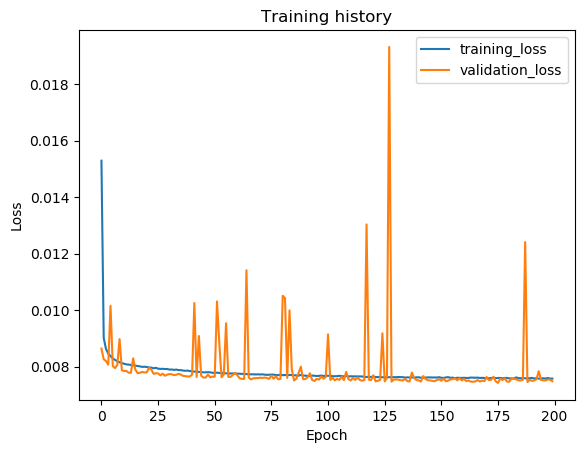 Training history
training_loss
validation_loss
0.018
0.016
0.014
0.012
0.010
0.008
Loss
0 25 50 75 100 125 150 175 200
Epoch